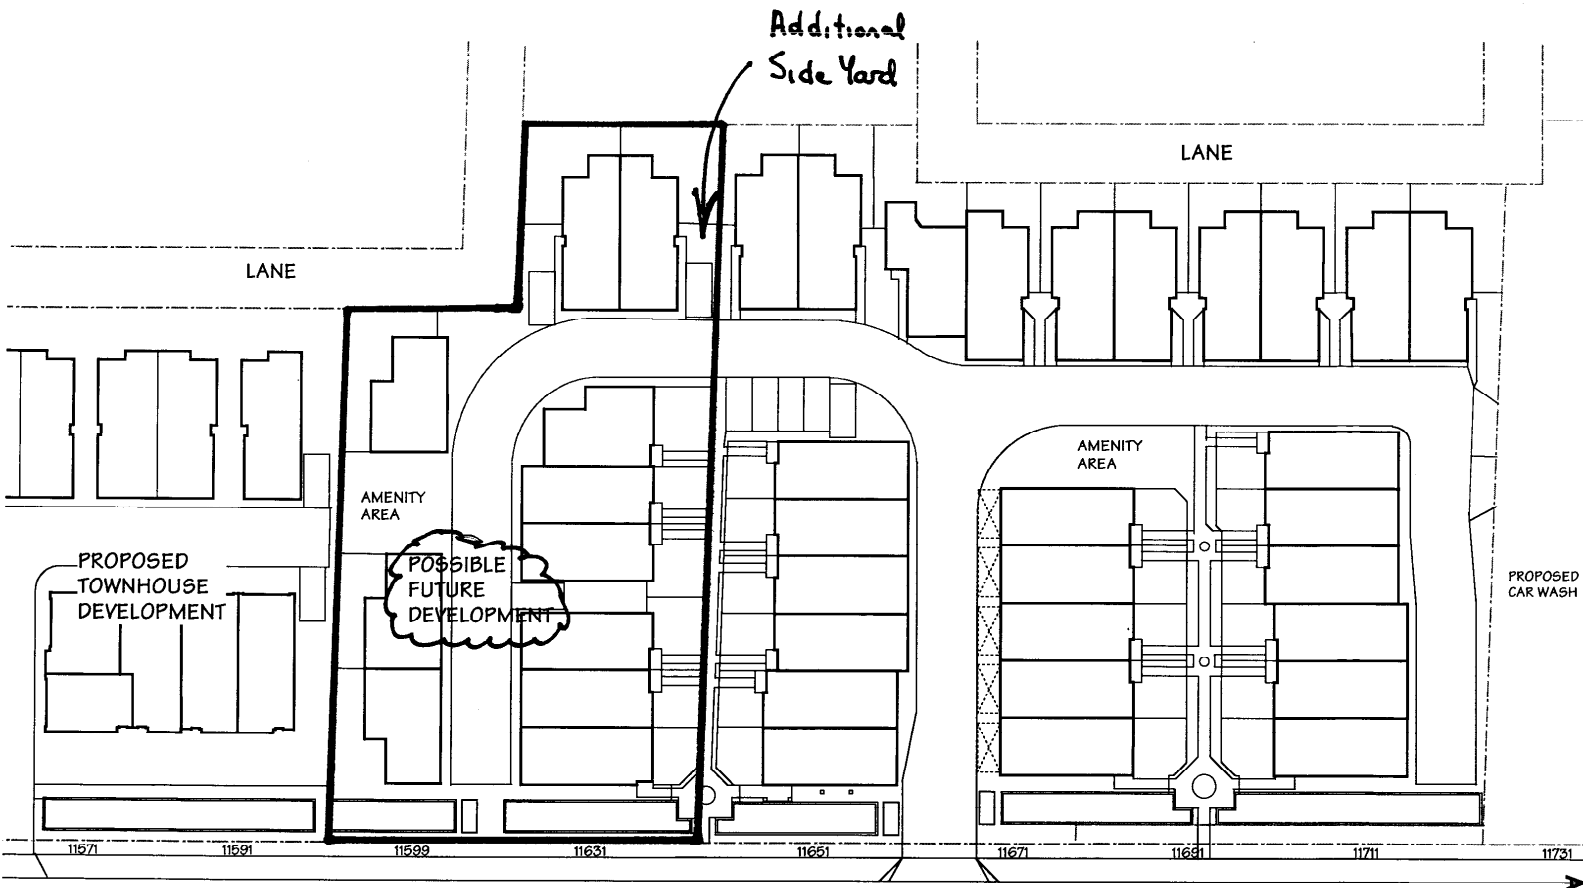 Additional
Side Yard
LANE
LANE
AMENITY
AREA
AMENITY
AREA
PROPOSED
TOWNHOUSE
DEVELOPMENT
POSSIBLE
FUTURE
DEVELOPMENT
PROPOSED
CAR WASH
11571
11591
11599
11631
11651
11671
11691
11711
11731